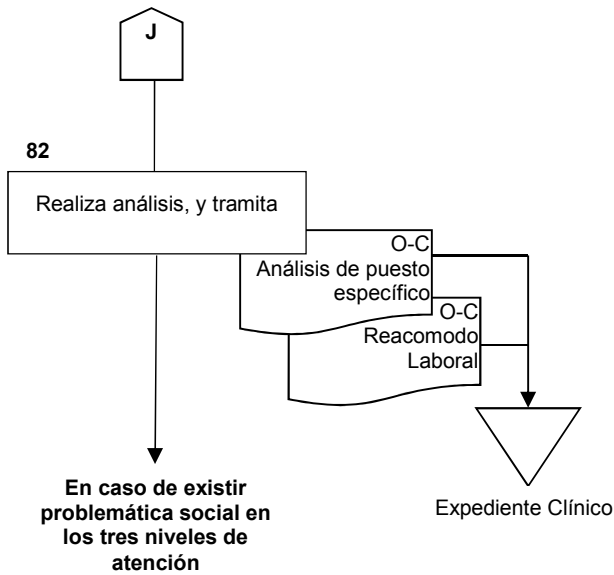 J
82
Realiza análisis, y tramita
O-C
Análisis de puesto
específico
O-C
Reacomodo
Laboral
Expediente Clínico
En caso de existir
problemática social en
los tres niveles de
atención